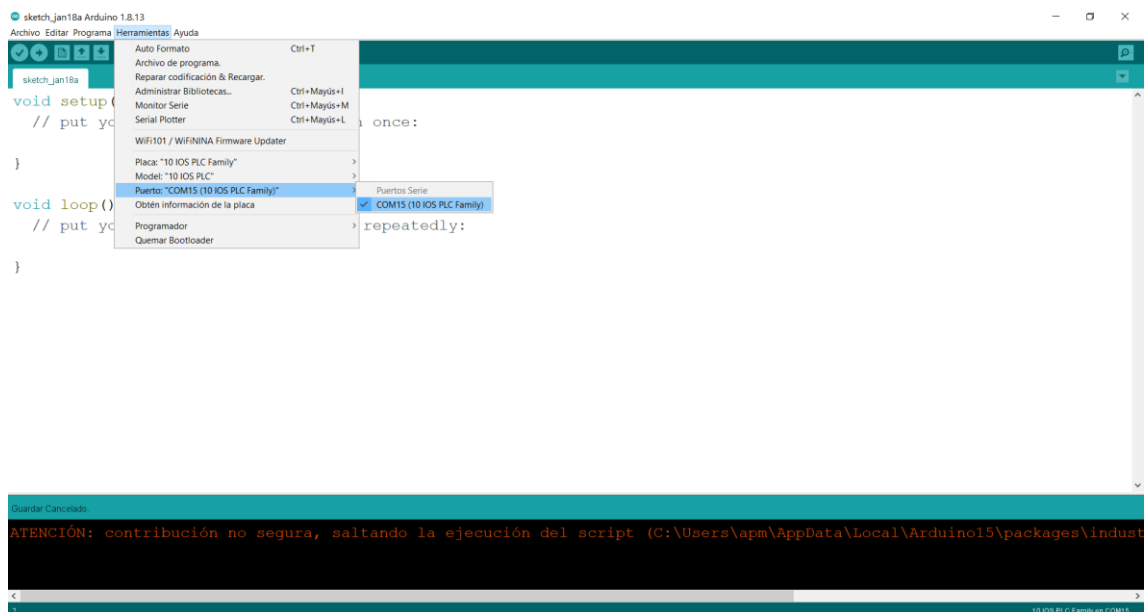 sketch_jan18a Arduino 1.8.13
Archivo Editar Programa Herramientas Ayuda
sketch_jan18a
Auto Formato Ctrl+T
Archivo de programa.
Reparar codificación & Recargar.
Administrar Bibliotecas... Ctrl+Mayús+I
Monitor Serie Ctrl+Mayús+M
Serial Plotter Ctrl+Mayús+L
WiFi101 / WiFiNINA Firmware Updater
Placa: "10 IOS PLC Family"
Model: "10 IOS PLC"
Puerto: "COM15 (10 IOS PLC Family)"
Obtén información de la placa
Programador
Quemar Bootloader
Puertos Serie
COM15 (10 IOS PLC Family)
void setup(
// put yo
once:
}
void loop()
// put yo
repeatedly:
}
Guardar Cancelado.
ATENCIÓN: contribución no segura, saltando la ejecución del script (C:\Users\apm\AppData\Local\Arduino15\packages\indust
10 IOS PLC Family en COM15